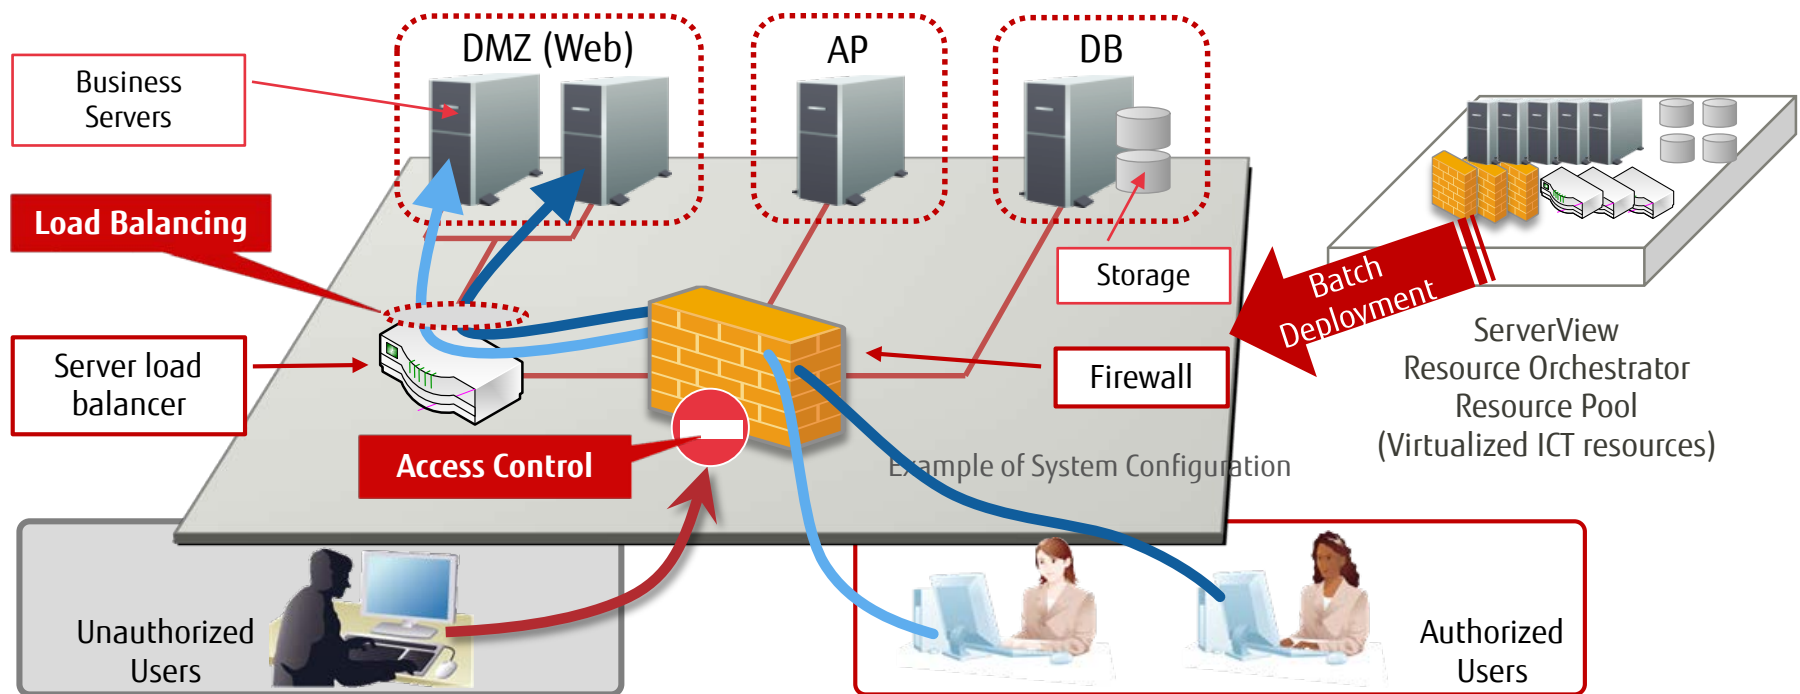 DMZ (Web)
AP
DB
Business
Servers
Load Balancing
Storage
Batch
Deployment
Server load
balancer
Firewall
ServerView
Resource Orchestrator
Resource Pool
(Virtualized ICT resources)
Access Control
Example of System Configuration
Unauthorized
Users
Authorized
Users